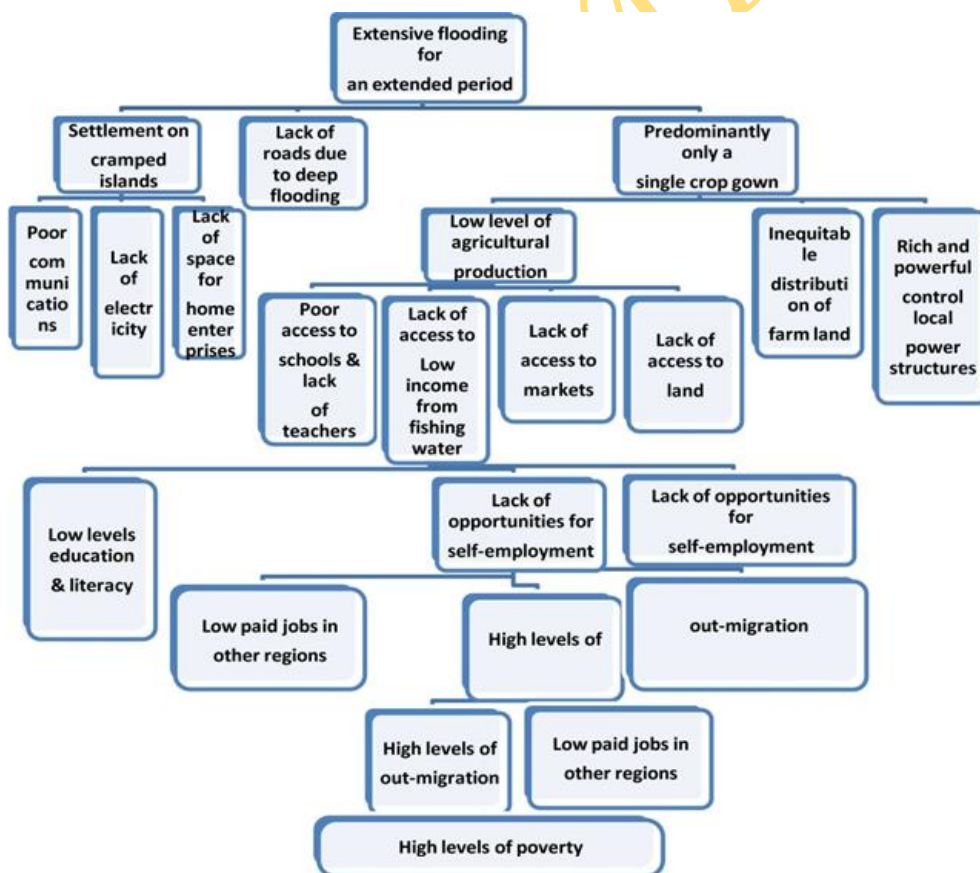 Extensive flooding
for
an extended period
Settlement on
cramped
islands
Lack of
roads due
to deep
flooding
Predominantly
only a
single crop gown
Poor
com
muni
catio
ns
Lack
of
electr
icity
Lack
of
space
for
home
enter
prises
Low level of
agricultural
production
Inequitab
le
distributi
on of
farm land
Rich and
powerful
control
local
power
structures
Poor
access to
schools &
lack
of
teachers
Lack of
access to
Low
income
from
fishing
water
Lack of
access to
markets
Lack of
access to
land
Low levels
education
& literacy
Lack of
opportunities for
self-employment
Lack of opportunities
for
self-employment
Low paid jobs in
other regions
High levels of
out-migration
High levels of
out-migration
Low paid jobs in
other regions
High levels of poverty